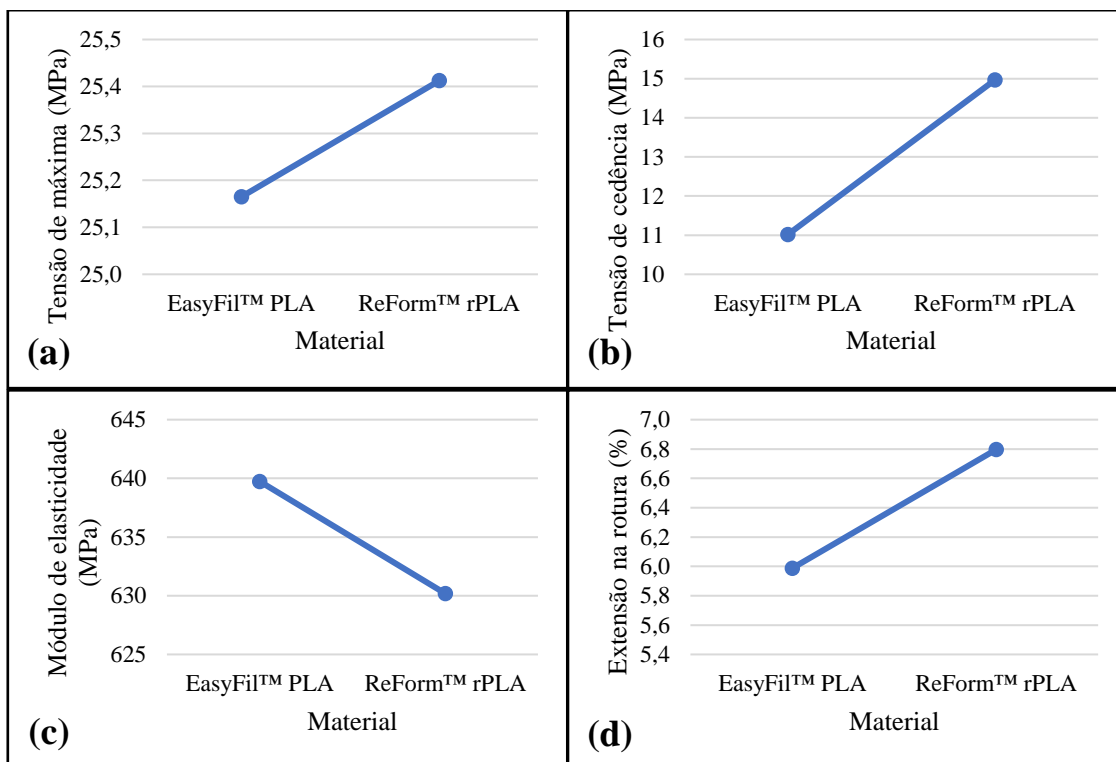 Tensão de máxima (MPa)
25,5
25,4
25,3
25,2
25,1
25,0
EasyFil™ PLA
ReForm™ rPLA
Material
(a)
Tensão de cedência (MPa)
16
15
14
13
12
11
10
EasyFil™ PLA
ReForm™ rPLA
Material
(b)
Módulo de elasticidade
(MPa)
645
640
635
630
625
EasyFil™ PLA
ReForm™ rPLA
Material
(c)
Extensão na rotura (%)
7,0
6,8
6,6
6,4
6,2
6,0
5,8
5,6
5,4
EasyFil™ PLA
ReForm™ rPLA
Material
(d)